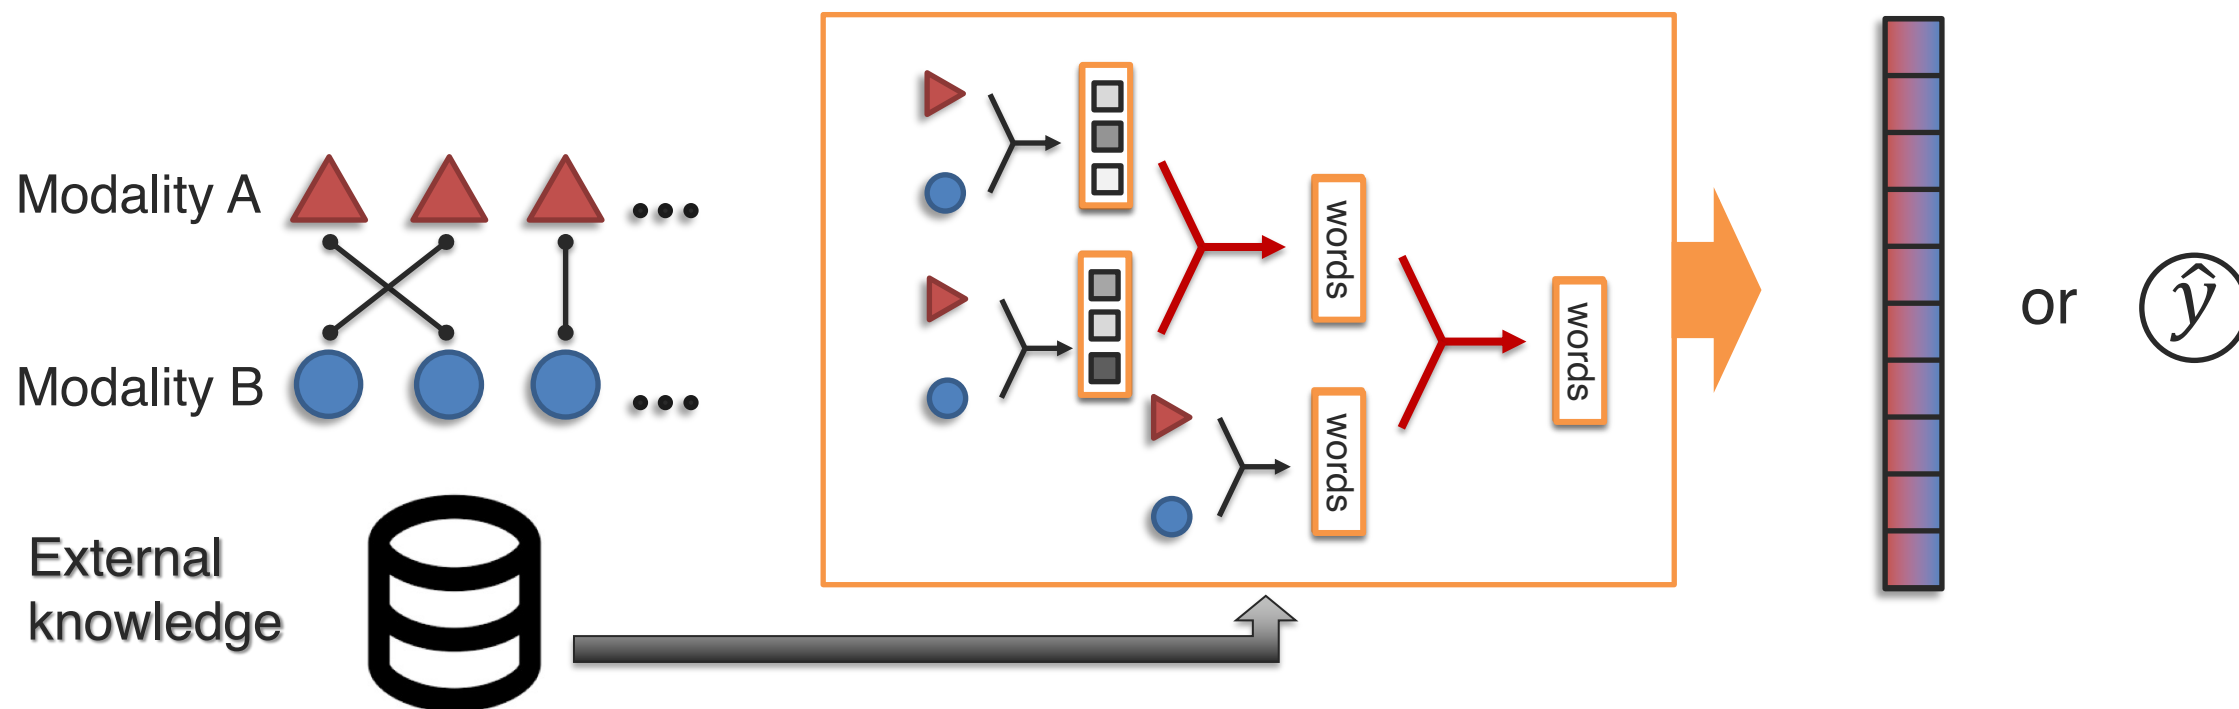 Modality A
Modality B
External
knowledge
words
words
words
or
ŷ